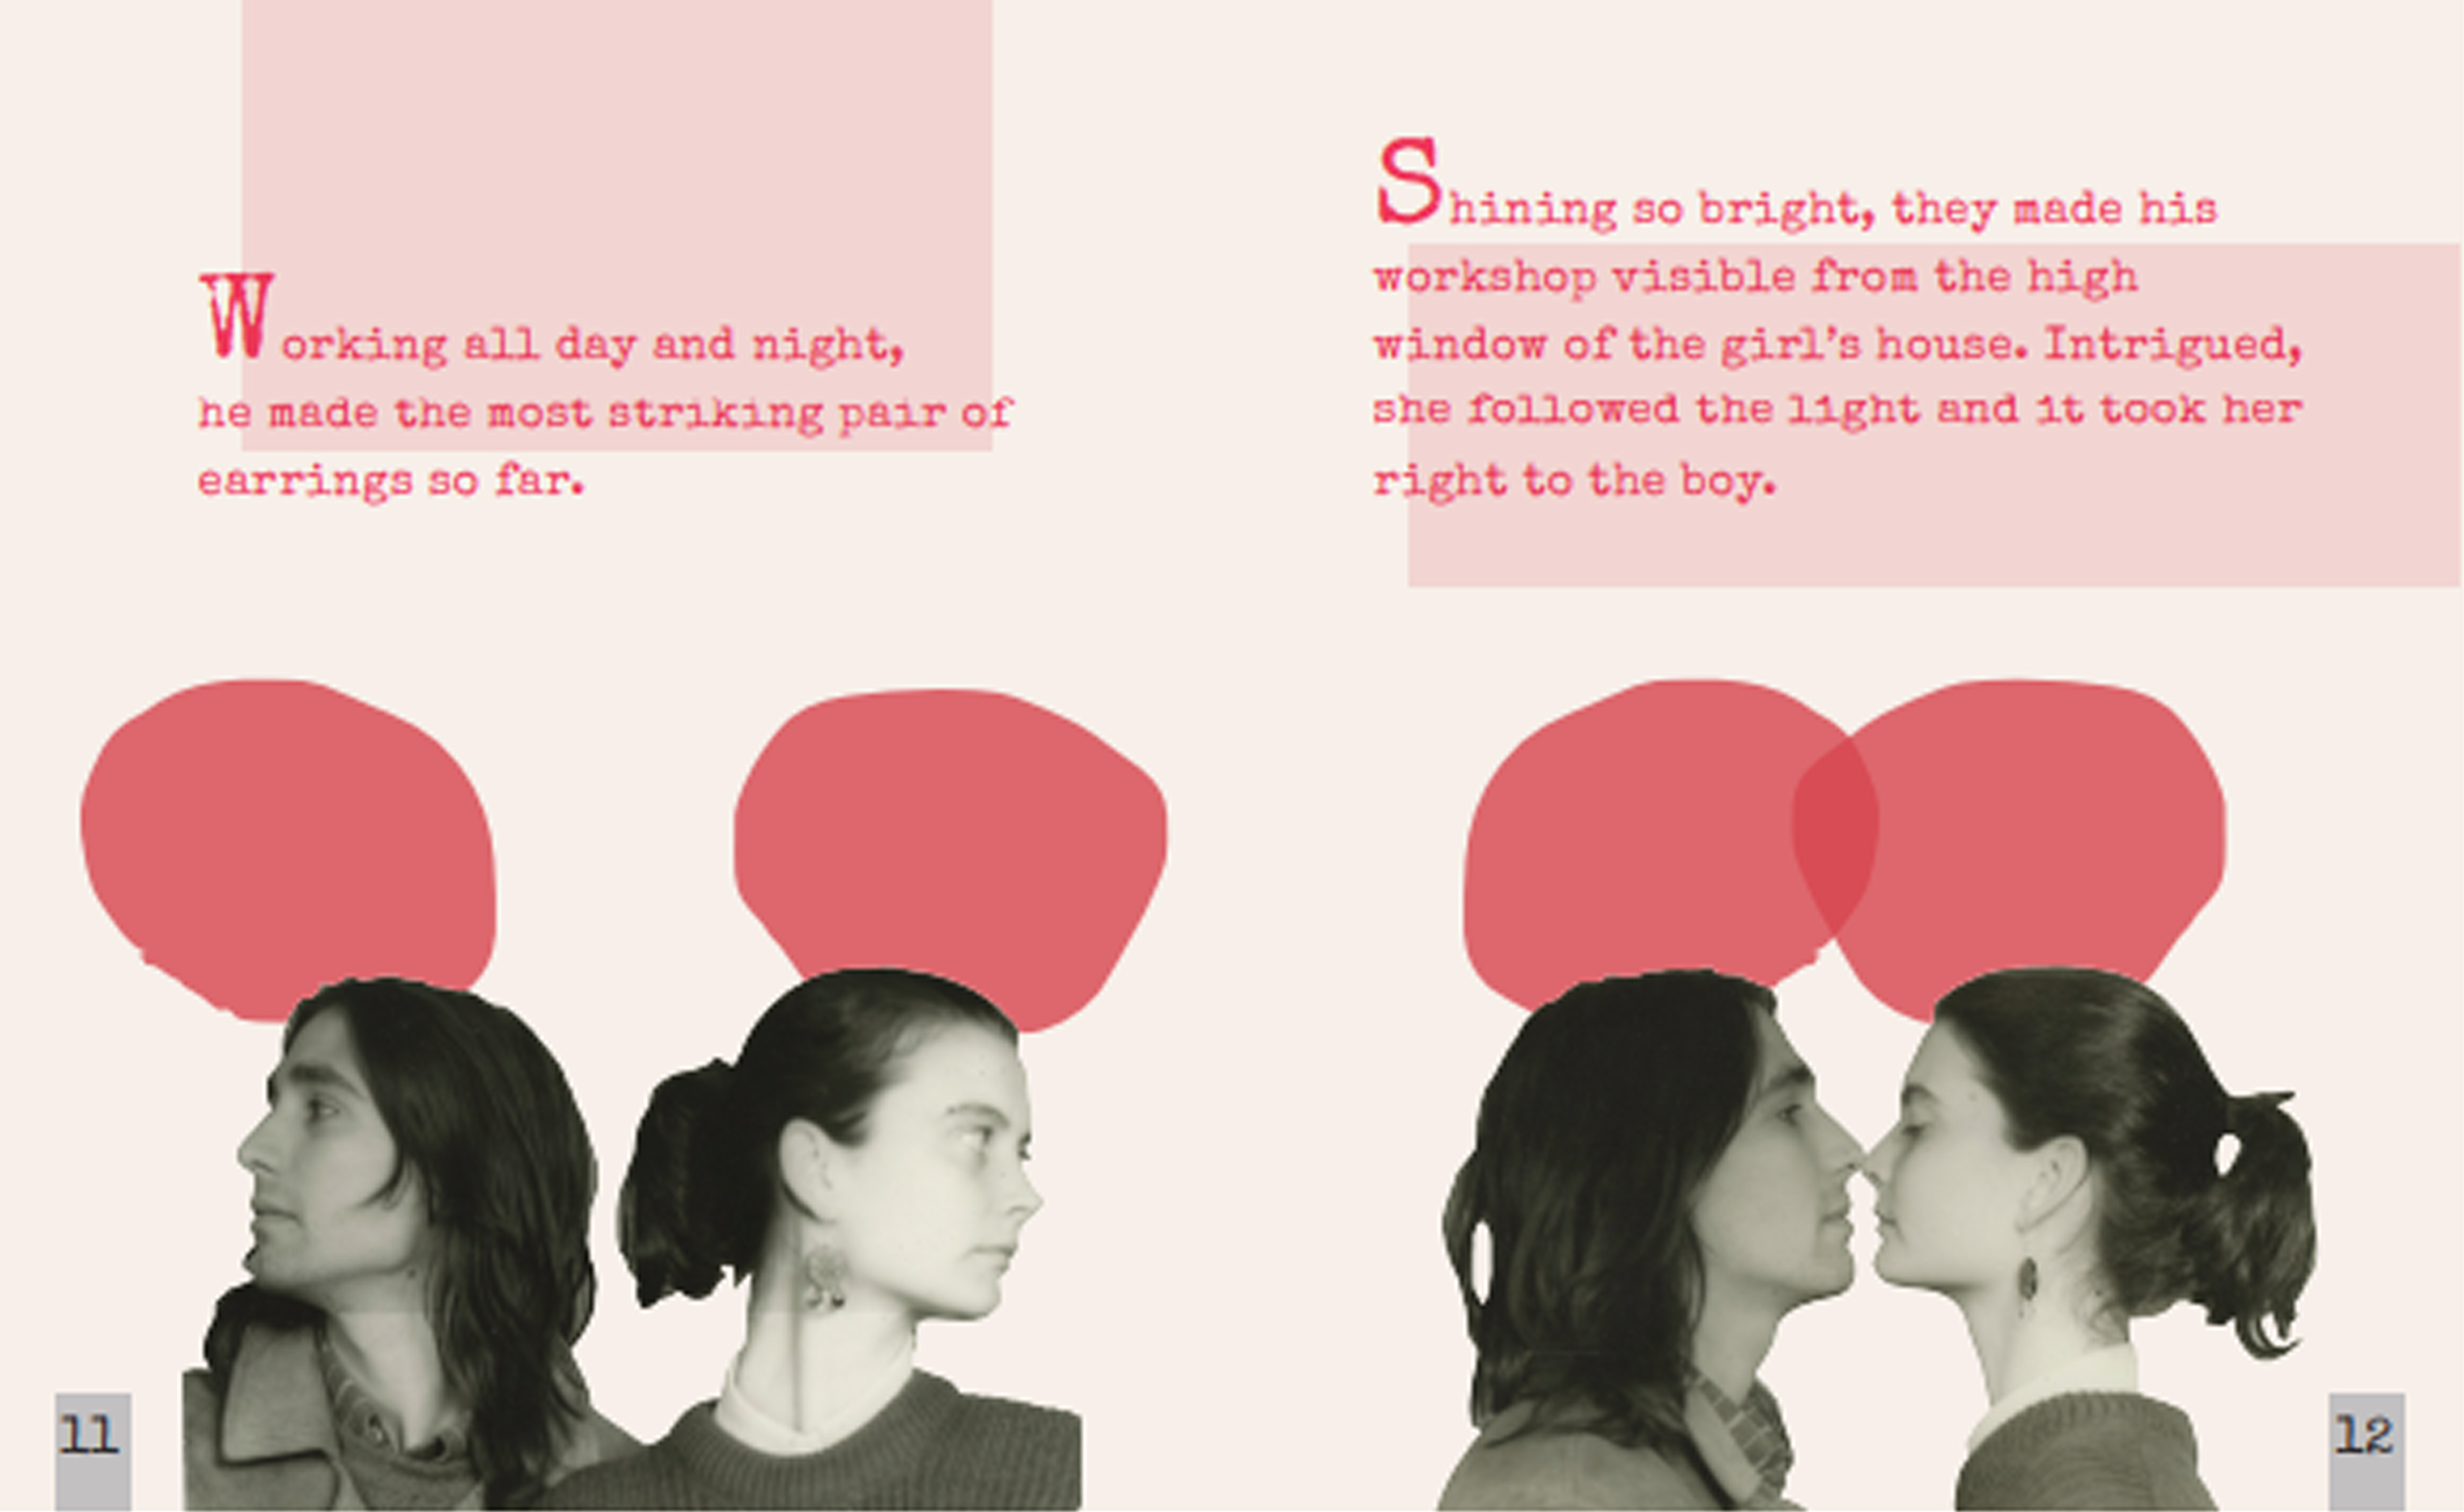 Working all day and night,
he made the most striking pair of
earrings so far.
Shining so bright, they made his
workshop visible from the high
window of the girl's house. Intrigued,
she followed the light and it took her
right to the boy.
11
12